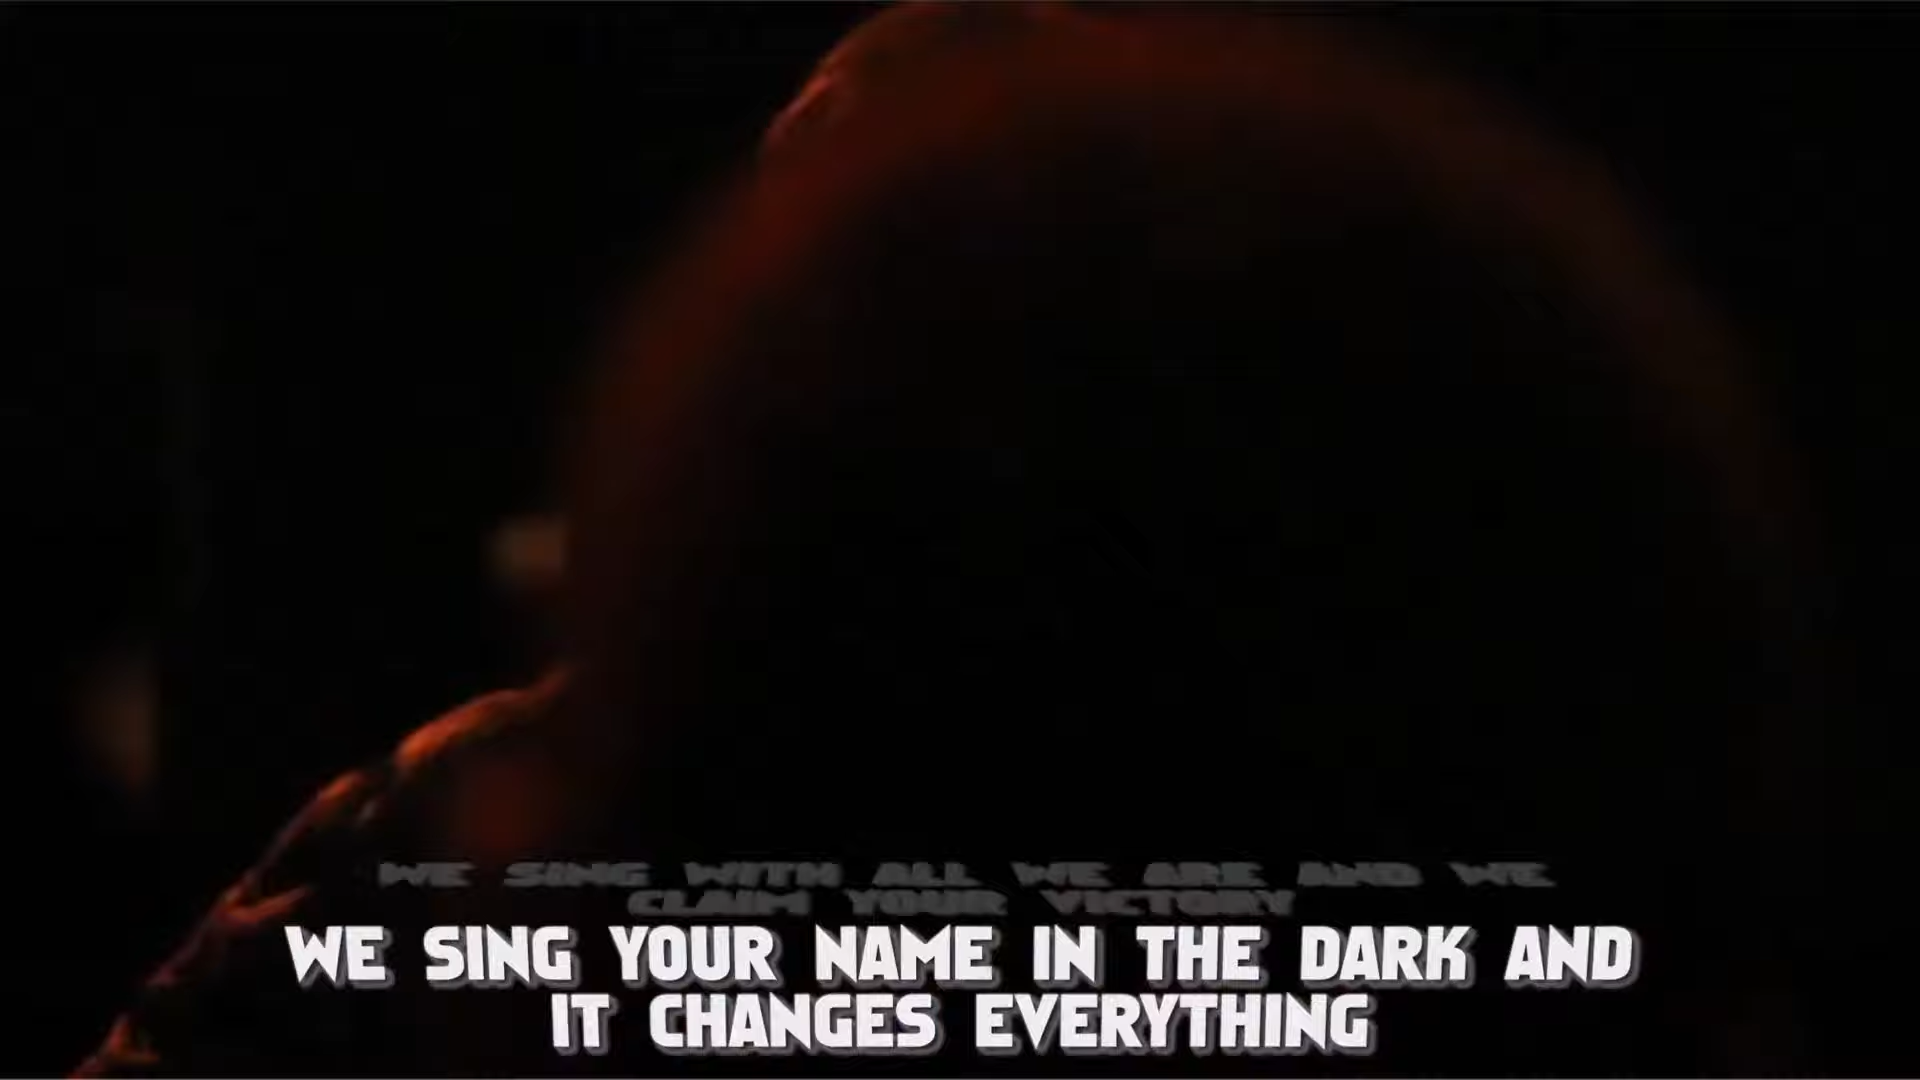 WE SING WITH ALL WE ARE AND WE
CLAIM YOUR VICTORY
WE SING YOUR NAME IN THE DARK AND
IT CHANGES EVERYTHING